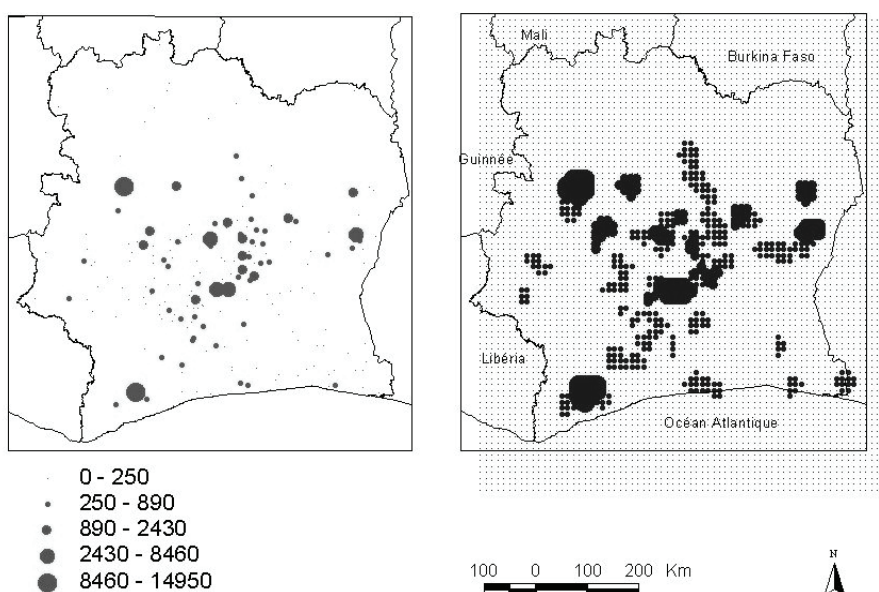 Mali
Burkina Faso
Guinnée
Libéria
Océan Atlantique
0 - 250
250 - 890
890 - 2430
2430 - 8460
8460 - 14950
100 0 100 200 Km
N